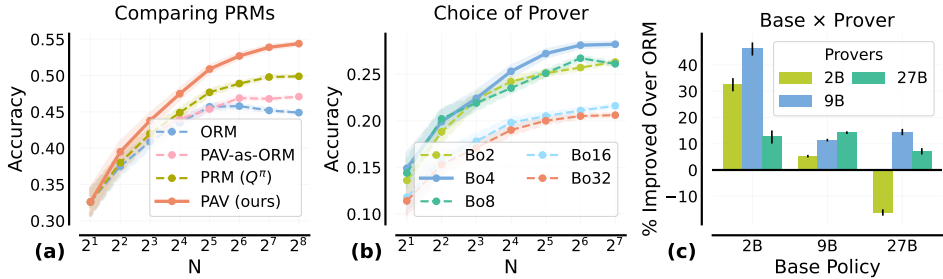 Comparing PRMs
Accuracy
0.55
0.50
0.45
0.40
0.35
0.30
ORM
PAV-as-ORM
PRM (Q^π)
PAV (ours)
2^1 2^2 2^3 2^4 2^5 2^6 2^7 2^8
N
(a)
Choice of Prover
Accuracy
0.25
0.20
0.15
0.10
Bo2
Bo4
Bo8
Bo16
Bo32
2^1 2^2 2^3 2^4 2^5 2^6 2^7
N
(b)
Base × Prover
% Improved Over ORM
40
30
20
10
0
−10
Provers
2B
9B
27B
2B 9B 27B
Base Policy
(c)